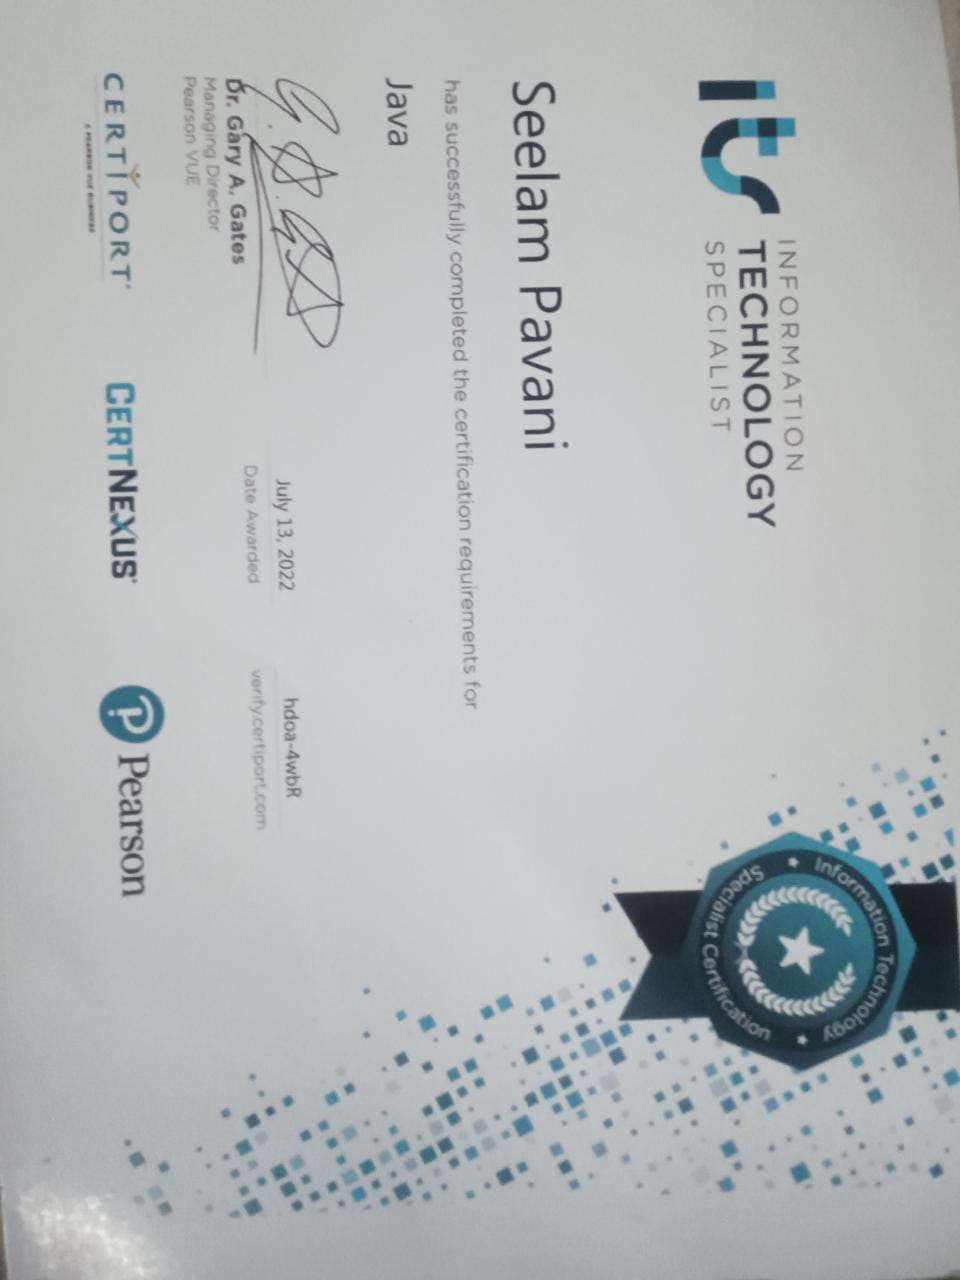 Information Technology
Specialist Certification
its
INFORMATION
TECHNOLOGY
SPECIALIST
Seelam Pavani
has successfully completed the certification requirements for
Java
G. A. Gates
Dr. Gary A. Gates
Managing Director
Pearson VUE
July 13, 2022
Date Awarded
hdoa-4wbR
verify.certiport.com
CERTIPORT
A PEARSON VUE BUSINESS
CERTNEXUS
P Pearson